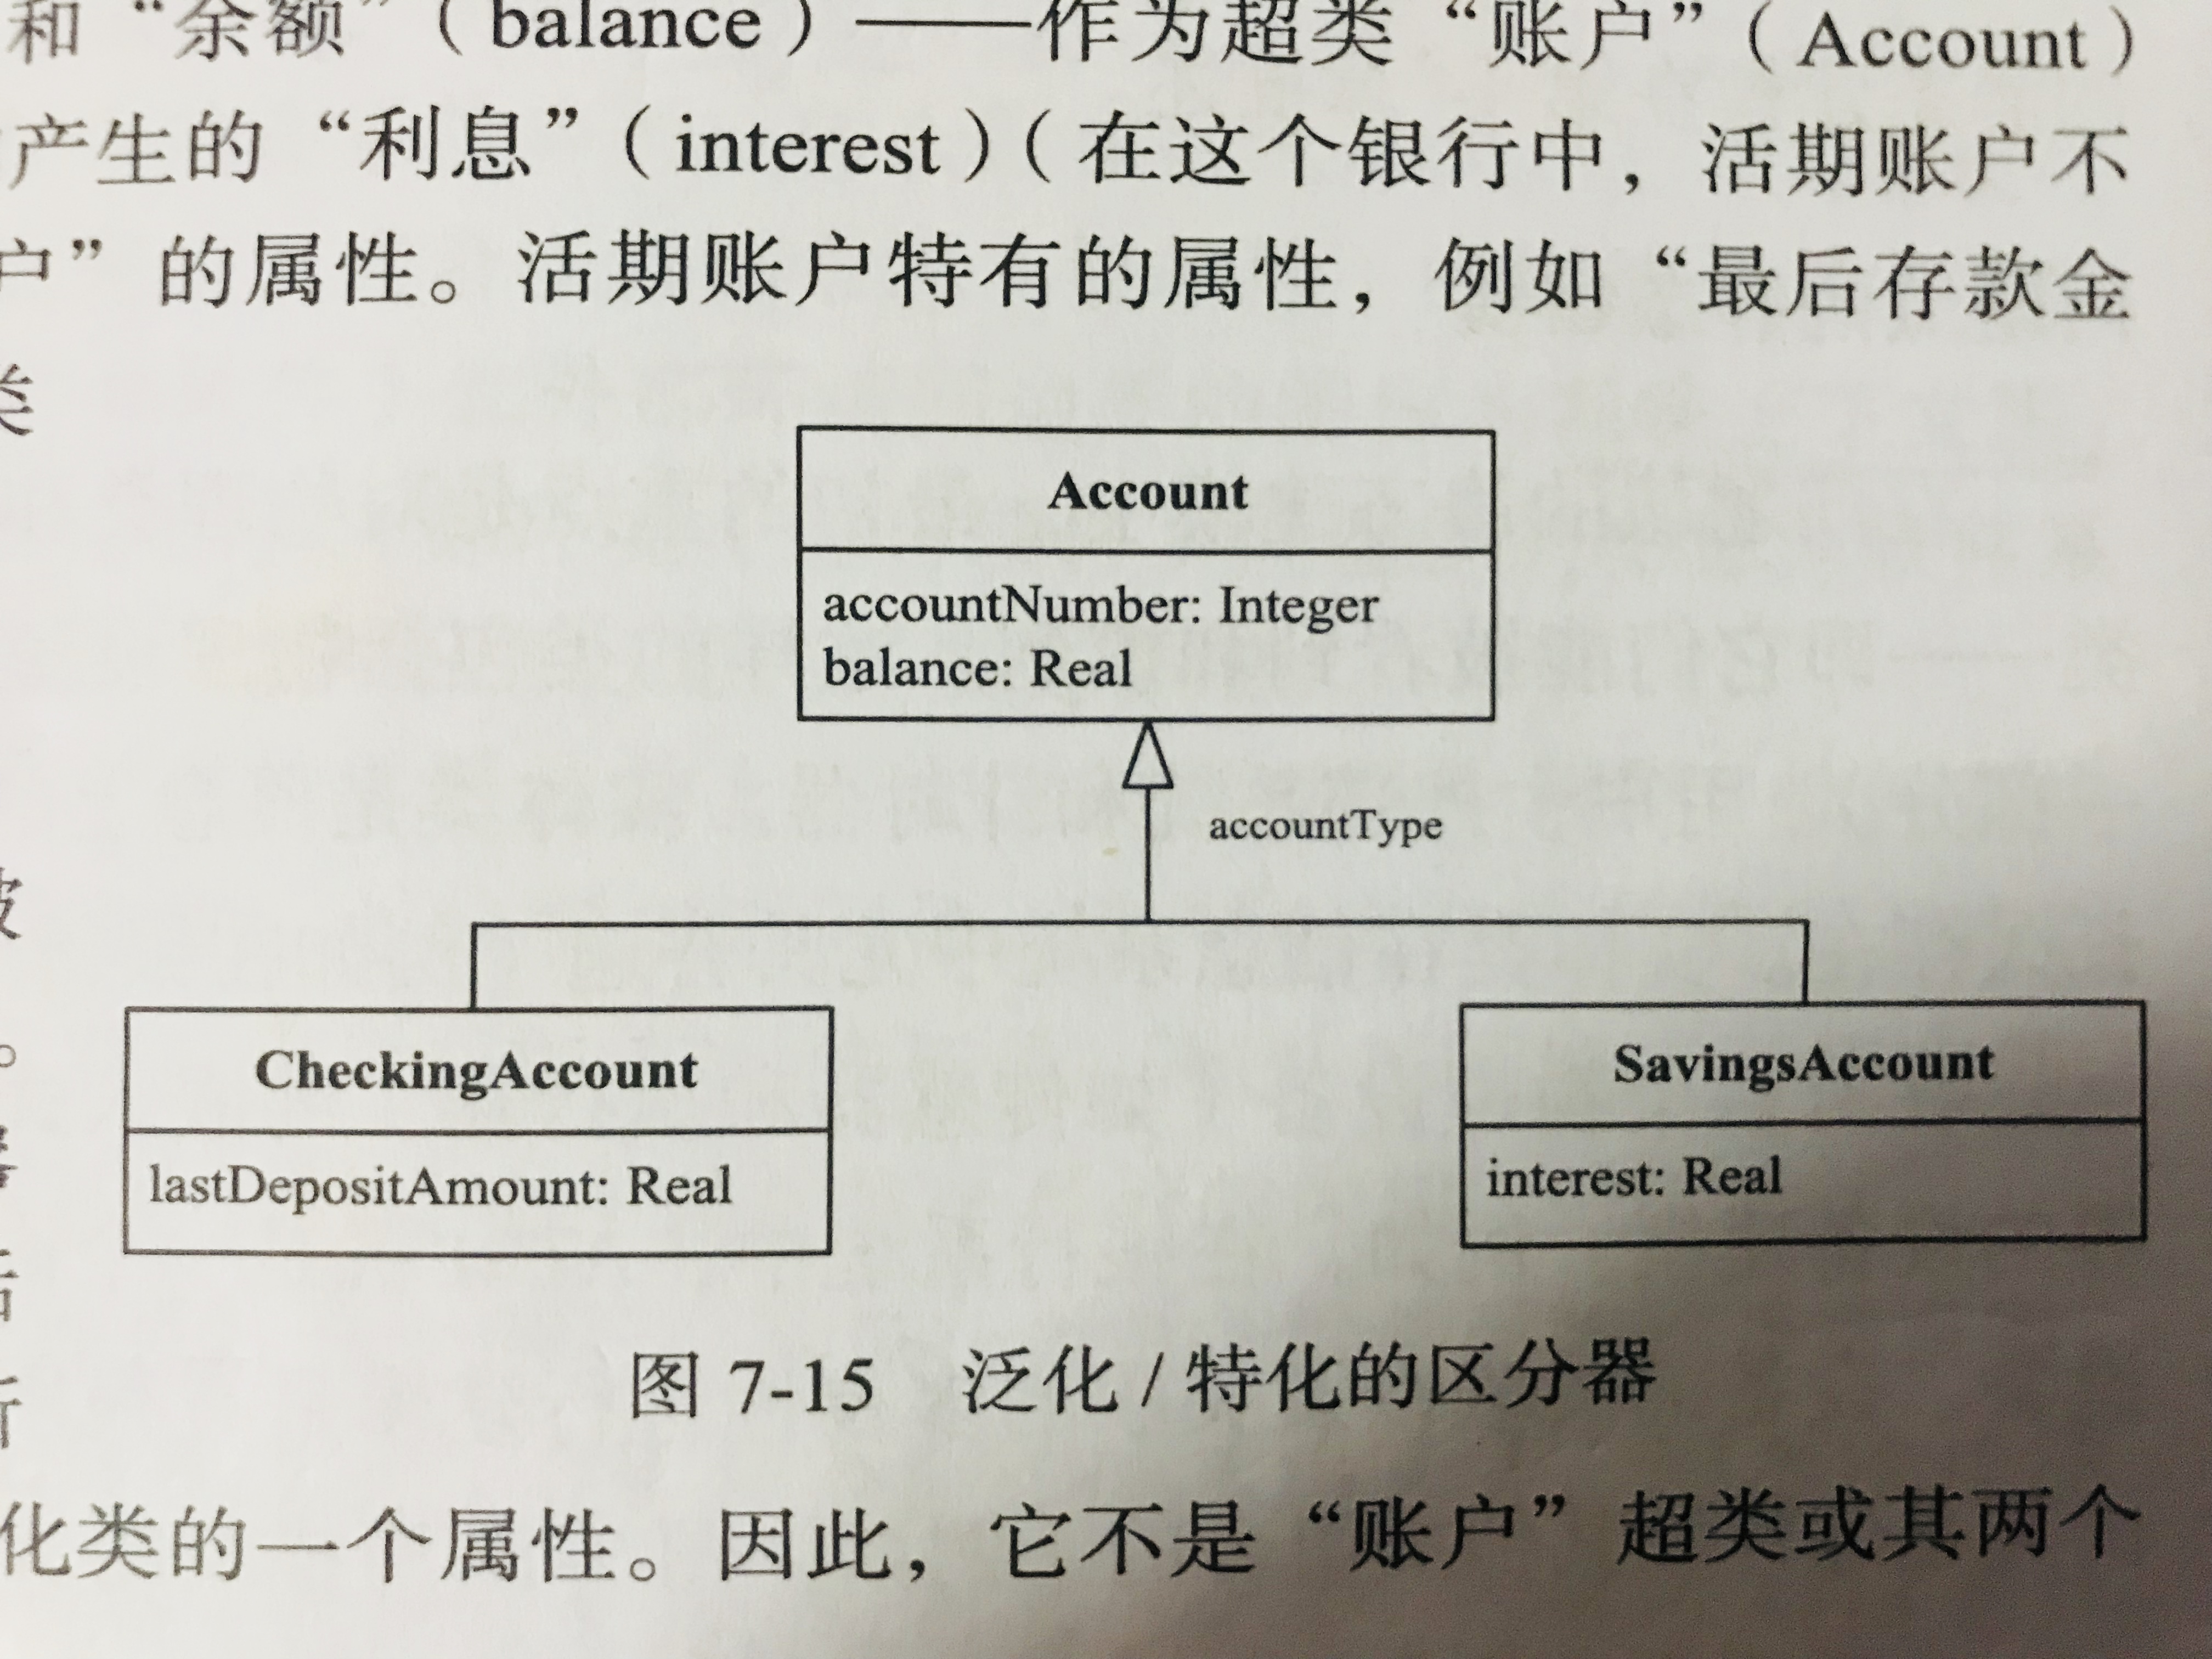 和“余额”（balance）——作为超类“账户”（Account）
产生的“利息”（interest）（在这个银行中，活期账户不
户”的属性。活期账户特有的属性，例如“最后存款金
类
Account
accountNumber: Integer
balance: Real
accountType
CheckingAccount
SavingsAccount
lastDepositAmount: Real
interest: Real
图 7-15 泛化 / 特化的区分器
化类的一个属性。因此，它不是“账户”超类或其两个